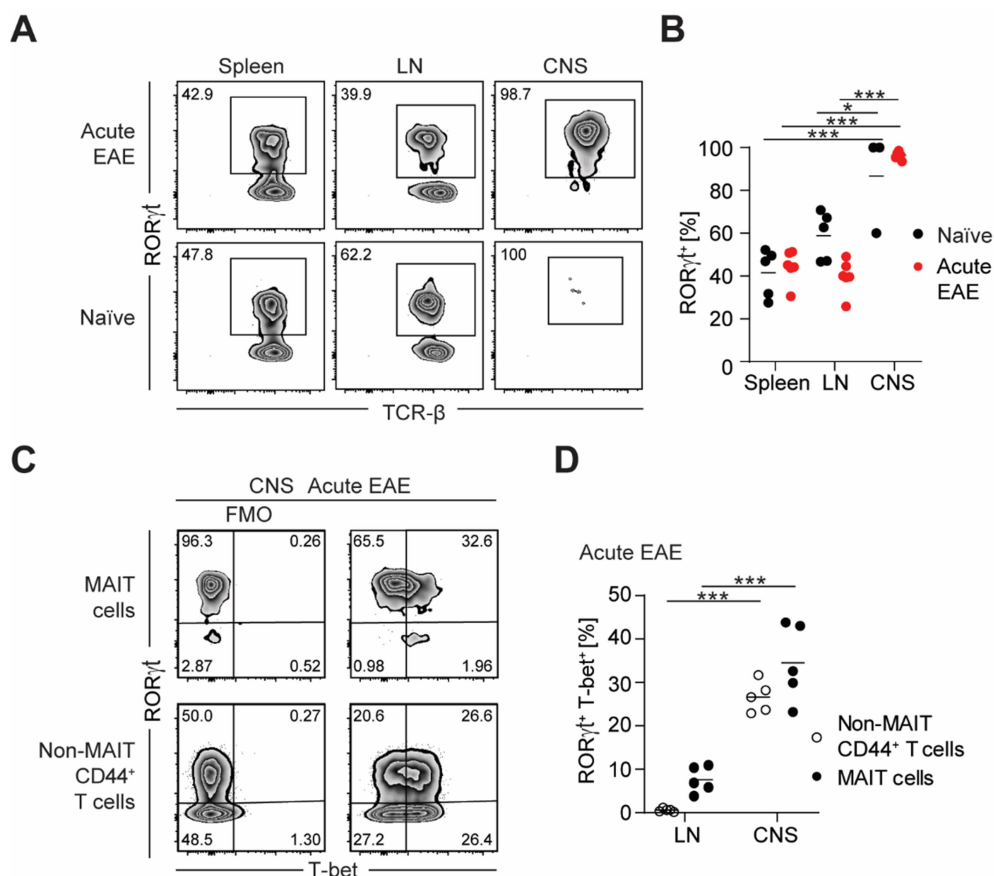 A
Spleen LN CNS
Acute
EAE
42.9 39.9 98.7
RORγt
Naïve
47.8 62.2 100
TCR-β
B
*** 
*
***
***
100
80
60
40
20
0
RORγt⁺ [%]
Spleen LN CNS
Naïve
Acute
EAE
C
CNS Acute EAE
FMO
MAIT
cells
96.3 0.26 65.5 32.6
2.87 0.52 0.98 1.96
RORγt
Non-MAIT
CD44⁺
T cells
50.0 0.27 20.6 26.6
48.5 1.30 27.2 26.4
T-bet
D
Acute EAE
***
***
50
40
30
20
10
0
RORγt⁺ T-bet⁺ [%]
LN CNS
Non-MAIT
CD44⁺ T cells
MAIT cells